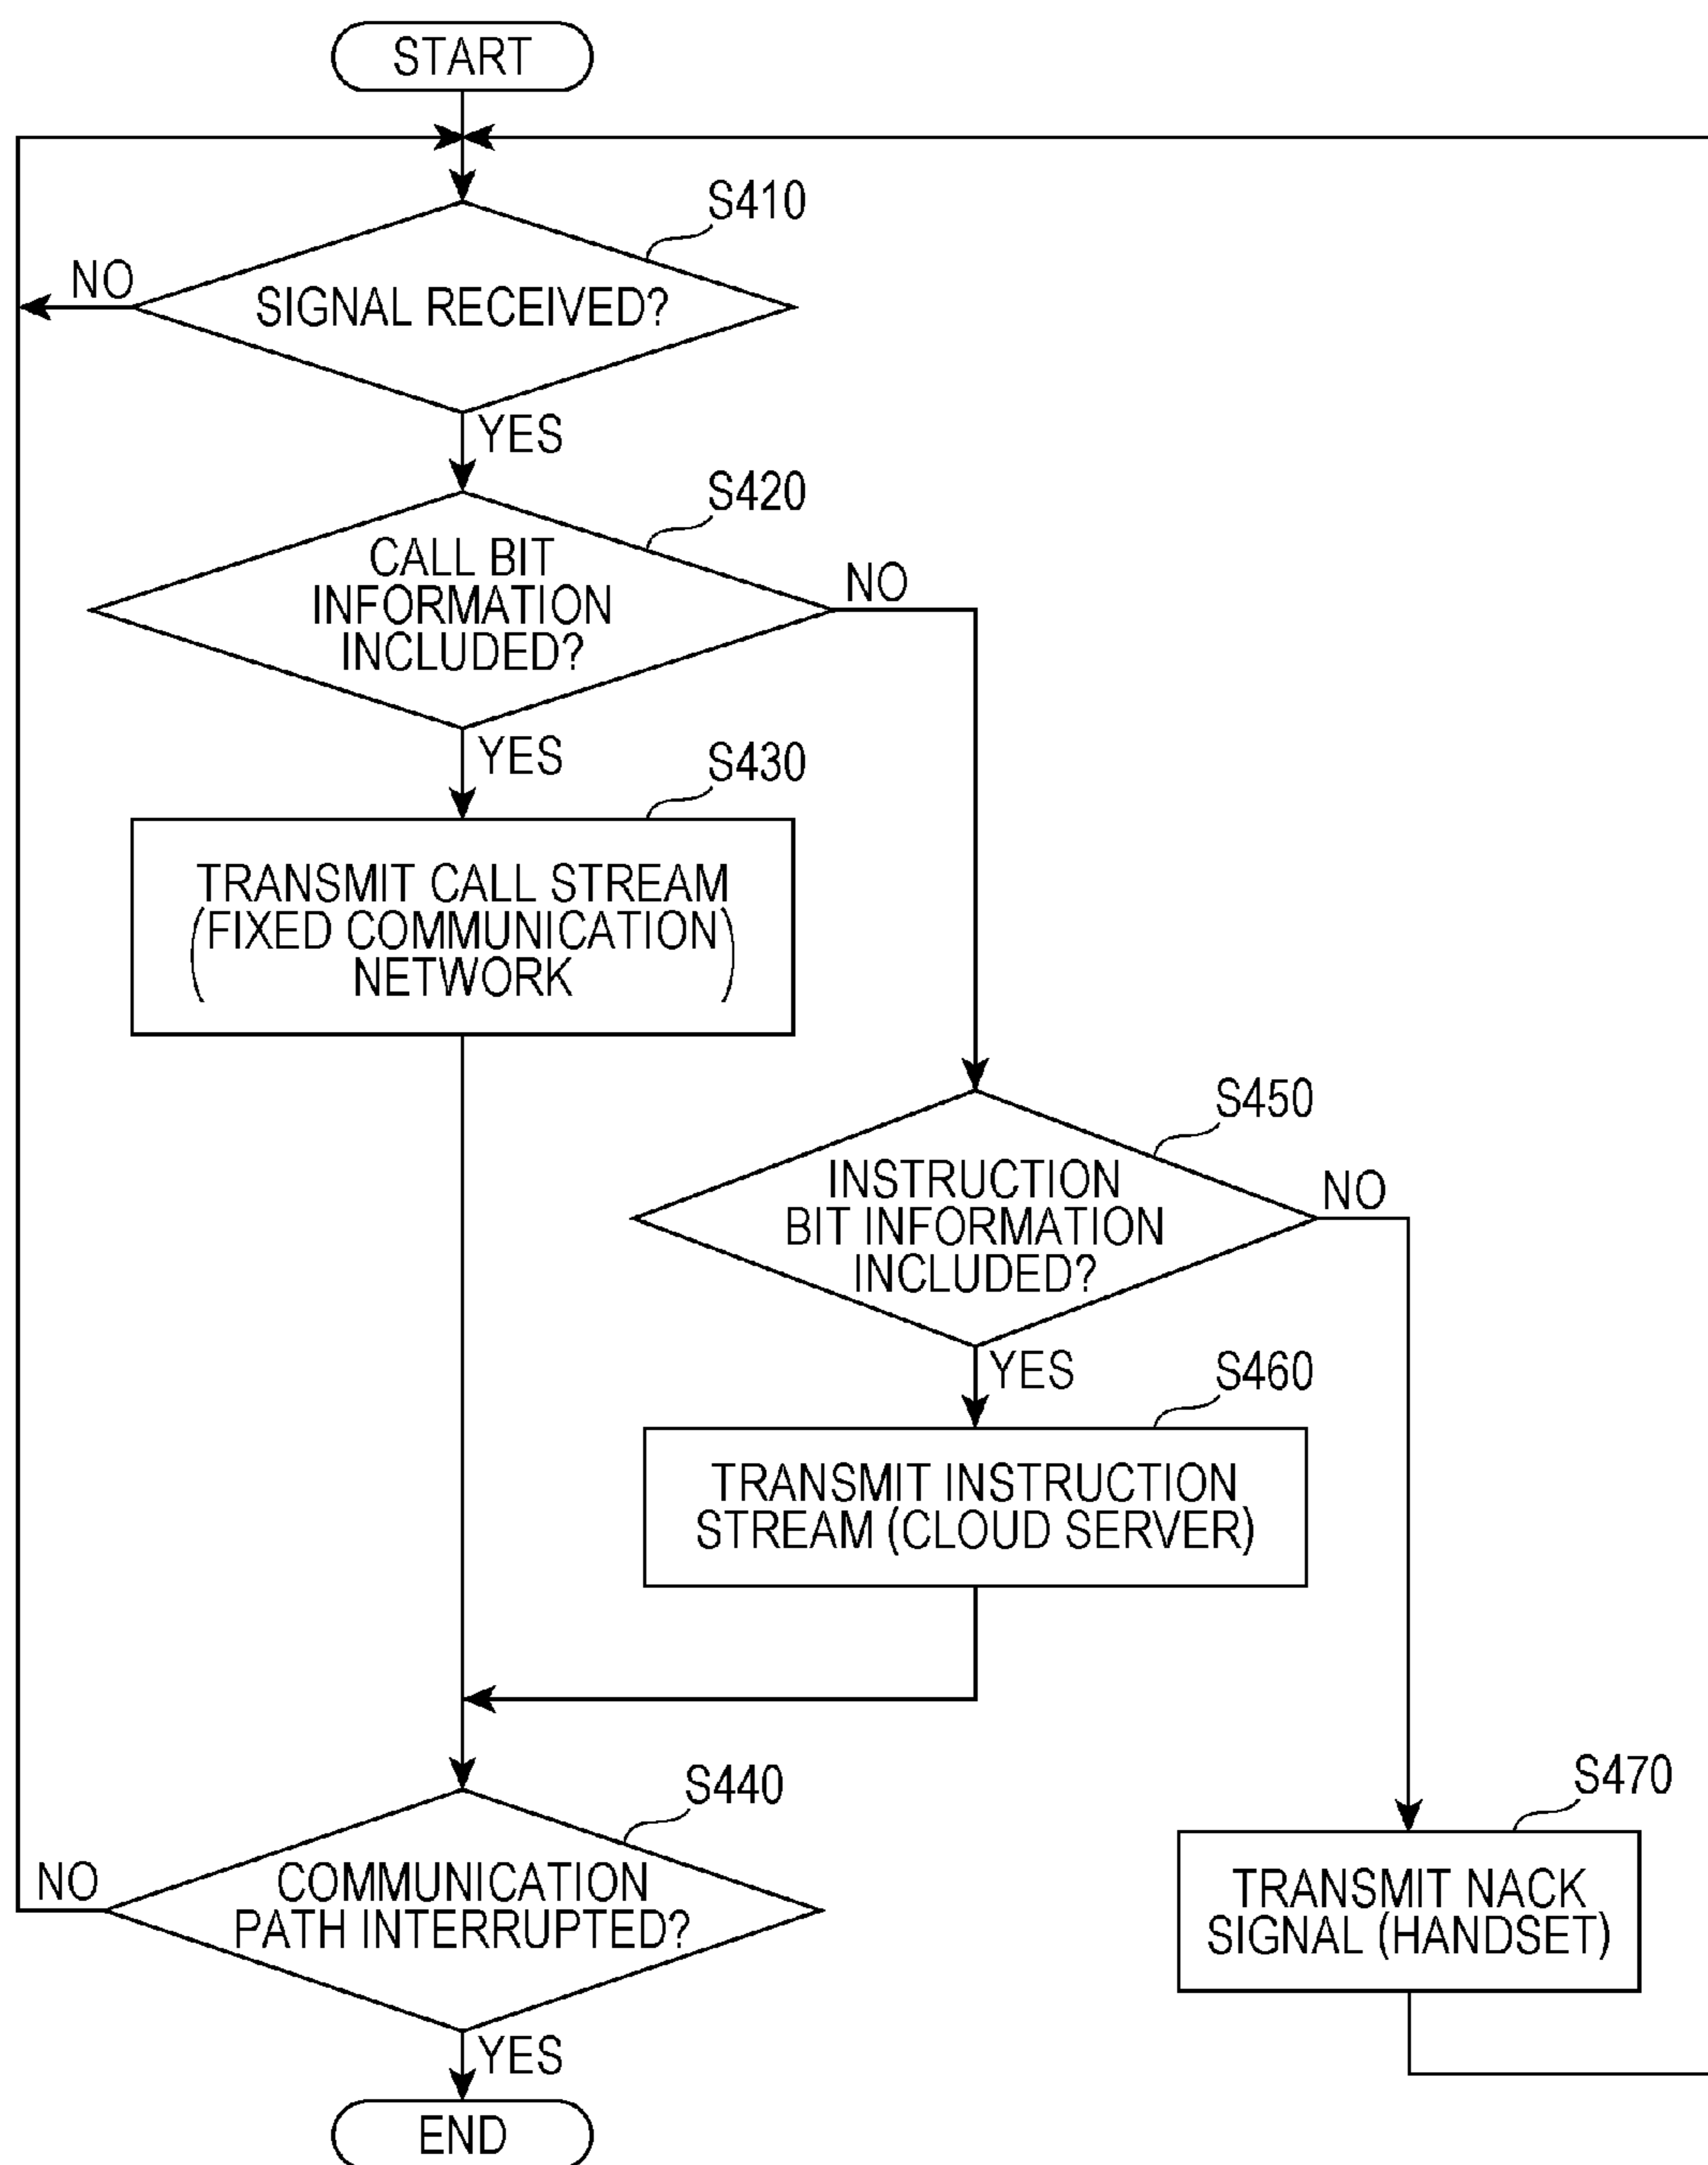 START
S410
NO
SIGNAL RECEIVED?
YES
S420
CALL BIT
INFORMATION
INCLUDED?
NO
YES
S430
TRANSMIT CALL STREAM
(FIXED COMMUNICATION
NETWORK)
S450
INSTRUCTION
BIT INFORMATION
INCLUDED?
NO
YES
S460
TRANSMIT INSTRUCTION
STREAM (CLOUD SERVER)
S440
COMMUNICATION
PATH INTERRUPTED?
NO
YES
S470
TRANSMIT NACK
SIGNAL (HANDSET)
END